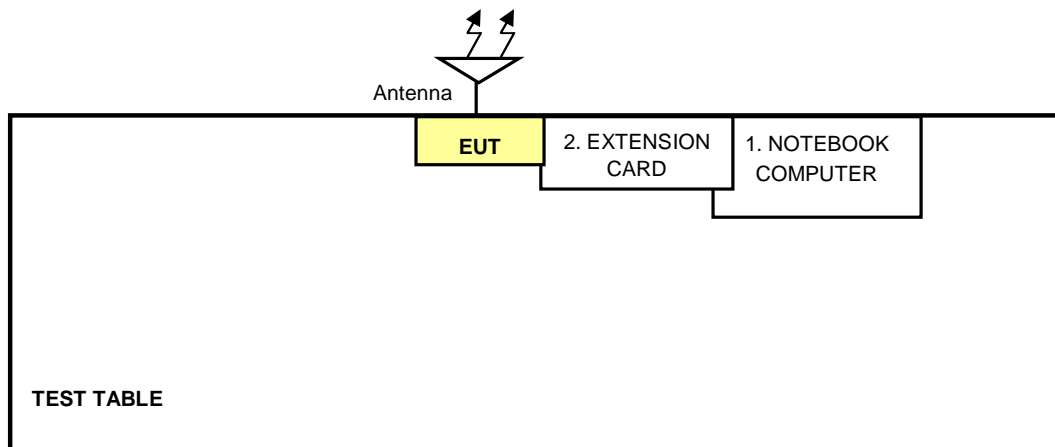 Antenna
EUT
2. EXTENSION
CARD
1. NOTEBOOK
COMPUTER
TEST TABLE